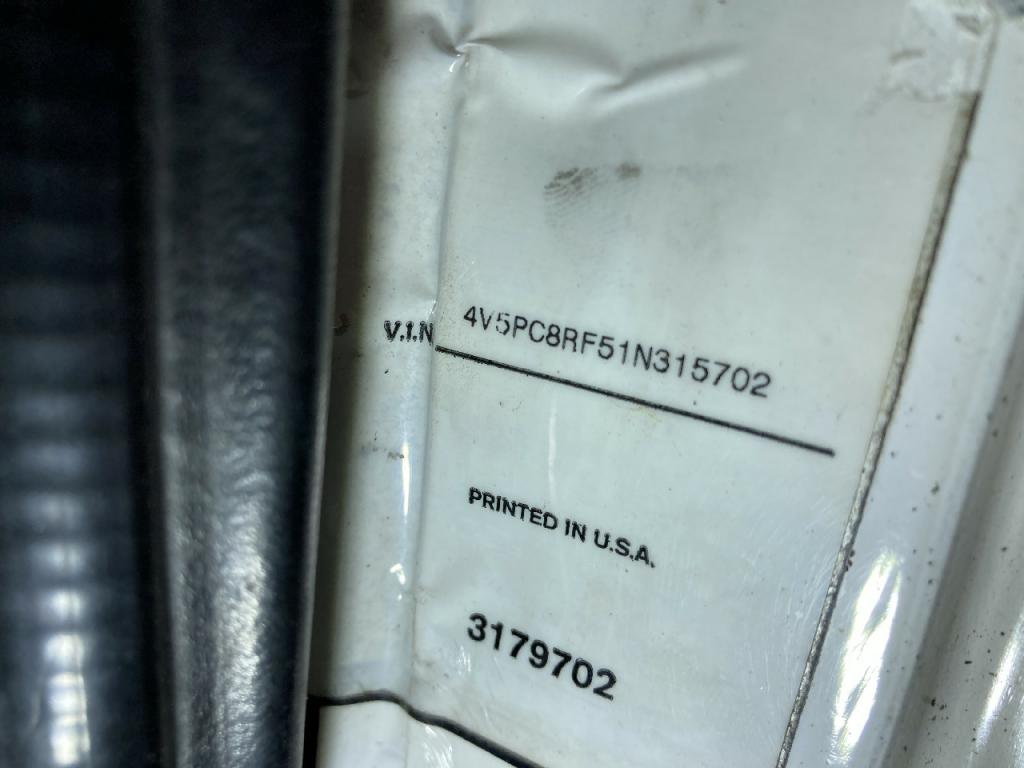 V.I.N 4V5PC8RF51N315702
PRINTED IN U.S.A.
3179702